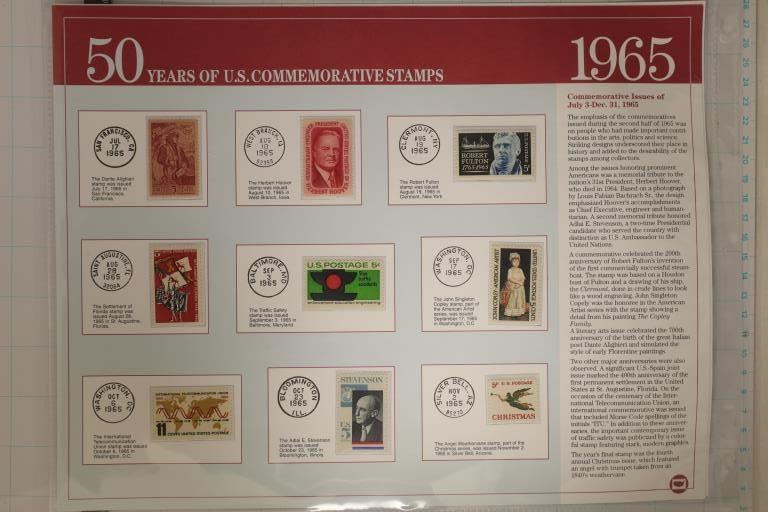 50 YEARS OF U.S. COMMEMORATIVE STAMPS
1965
SAN FRANCISCO, CA
JUL
17
1965
The Dante Alighieri
stamp was issued
July 17, 1965 in
San Francisco,
California.
WEST BRANCH, IA
AUG
10
1965
52358
The Herbert Hoover
stamp was issued
August 10, 1965 in
West Branch, Iowa.
HERBERT HOOVER
CLERMONT, NY
AUG
19
1965
The Robert Fulton
stamp was issued
August 19, 1965 in
Clermont, New York
ROBERT
FULTON
1765·1965
5¢
SAINT AUGUSTINE, FL
AUG
28
1965
32084
The Settlement of
Florida stamp was
issued August 28,
1965 in St. Augustine,
Florida.
BALTIMORE, MD
SEP
3
1965
The Traffic Safety
stamp was issued
September 3, 1965 in
Baltimore, Maryland
U.S. POSTAGE 5¢
stop
traffic
accidents
enforcement·education·engineering
WASHINGTON, DC
SEP
17
1965
The John Singleton
Copley stamp, part of
the American Artist
series, was issued
September 17, 1965
in Washington, D.C.
WASHINGTON, DC
OCT
6
1965
The International
Telecommunication
Union stamp was issued
October 6, 1965 in
Washington, D.C.
INTERNATIONAL TELECOMMUNICATION UNION
11 CENTS UNITED STATES POSTAGE
BLOOMINGTON
OCT
23
1965
ILL.
The Adlai E. Stevenson
stamp was issued
October 23, 1965 in
Bloomington, Illinois.
STEVENSON
U.S.
5
SILVER BELL, AZ
NOV
2
1965
The Angel Weathervane stamp, part of the
Christmas series, was issued November 2,
1965 in Silver Bell, Arizona.
5¢ U.S. POSTAGE
CHRISTMAS
Commemorative Issues of
July 3-Dec. 31, 1965
The emphasis of the commemoratives
issued during the second half of 1965 was
on people who had made important contri-
butions in the arts, politics and science.
Striking designs underscored their place in
history and added to the desirability of the
stamps among collectors.
Among the issues honoring prominent
Americans was a memorial tribute to the
nation's 31st President, Herbert Hoover,
who died in 1964. Based on a photograph
by Louis Fabian Bachrach Sr., the design
emphasized Hoover's accomplishments
as Chief Executive, engineer and human-
itarian. A second memorial tribute honored
Adlai E. Stevenson, a two-time Presidential
candidate who served the country with
distinction as U.S. Ambassador to the
United Nations.
A commemorative celebrated the 200th
anniversary of Robert Fulton's invention
of the first commercially successful steam-
boat. The stamp was based on a Houdon
bust of Fulton and a drawing of his ship,
the Clermont, done in crude lines to look
like a wood engraving. John Singleton
Copely was the honoree in the American
Artist series with the stamp showing a
detail from his painting The Copley
Family.
A literary arts issue celebrated the 700th
anniversary of the birth of the great Italian
poet Dante Alighieri and simulated the
style of early Florentine paintings.
Two other major anniversaries were also
observed. A significant U.S.-Spain joint
issue marked the 400th anniversary of the
first permanent settlement in the United
States at St. Augustine, Florida. On the
occasion of the centenary of the Inter-
national Telecommunication Union, an
international commemorative was issued
that included Morse Code spellings of the
initials "ITU." In addition to these anniver-
saries, the important contemporary issue
of traffic safety was publicized by a color-
ful stamp featuring stark, modern graphics.
The year's final stamp was the fourth
annual Christmas issue, which featured
an angel with trumpet taken from an
1840's weathervane.